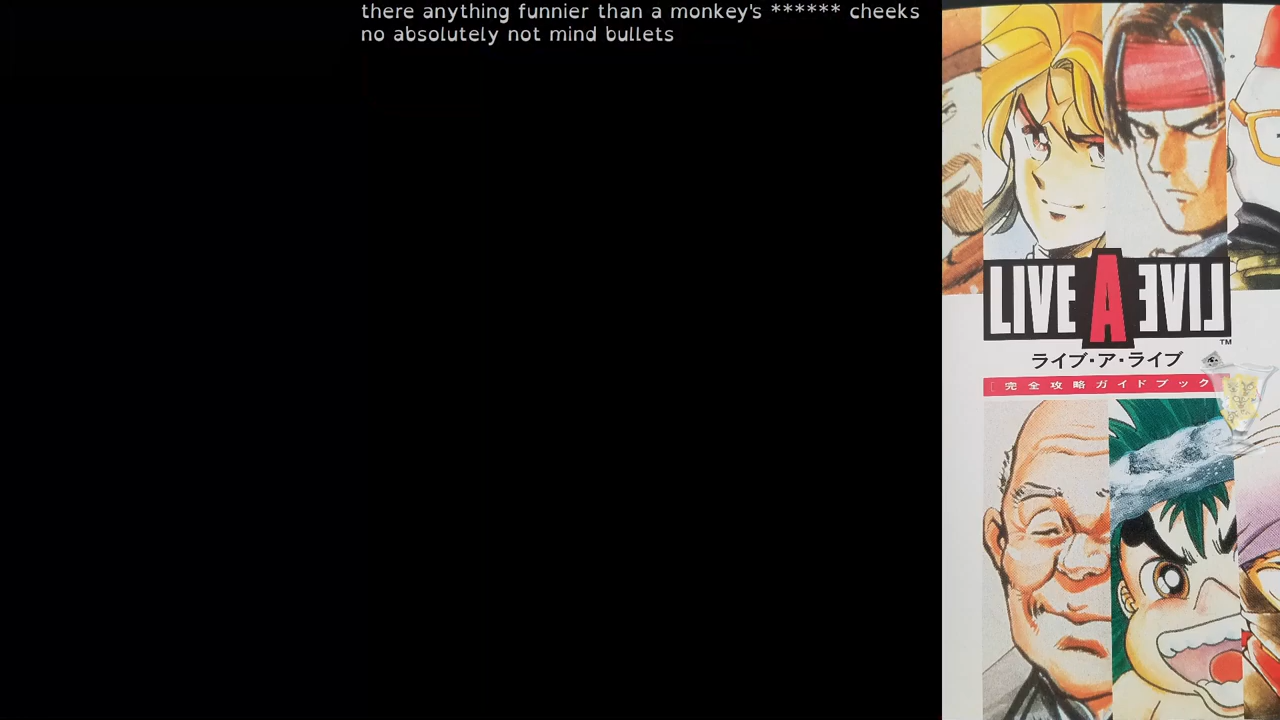 there anything funnier than a monkey's ****** cheeks
no absolutely not mind bullets
LIVE A LIVE
TM
ライブ・ア・ライブ
[完全攻略ガイドブック